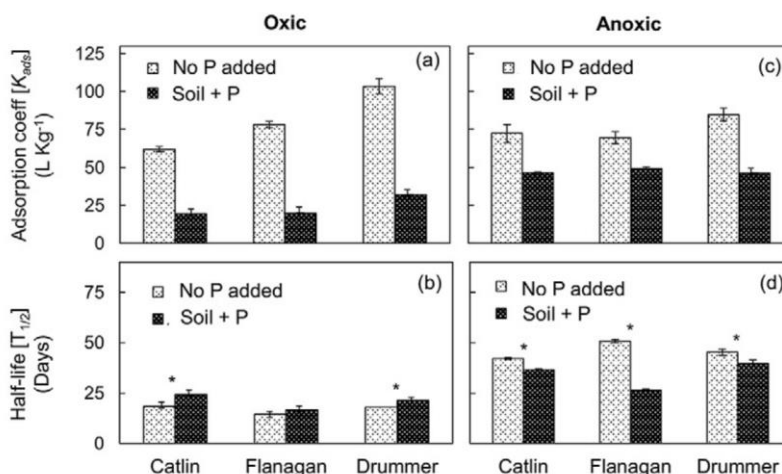 Oxic
Anoxic
Adsorption coeff [Kads]
(L Kg-1)
125
100
75
50
25
0
(a)
No P added
Soil + P
(c)
No P added
Soil + P
Half-life [T1/2]
(Days)
75
50
25
0
(b)
No P added
Soil + P
*
*
(d)
No P added
Soil + P
*
*
*
Catlin Flanagan Drummer
Catlin Flanagan Drummer